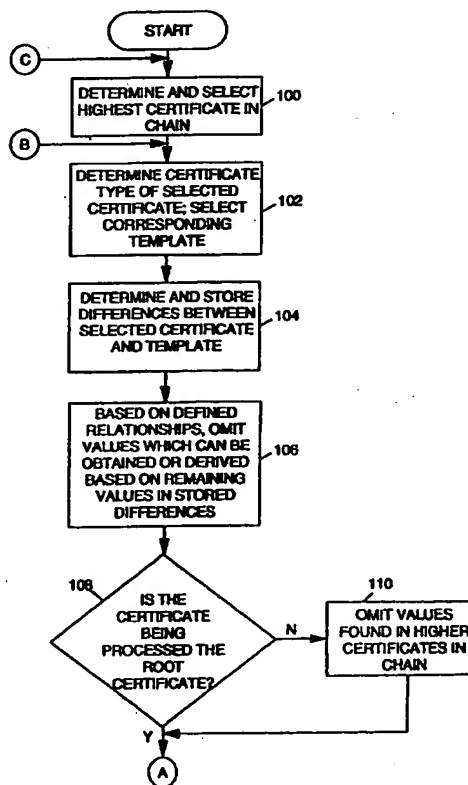 START
C
DETERMINE AND SELECT
HIGHEST CERTIFICATE IN
CHAIN
100
B
DETERMINE CERTIFICATE
TYPE OF SELECTED
CERTIFICATE; SELECT
CORRESPONDING
TEMPLATE
102
DETERMINE AND STORE
DIFFERENCES BETWEEN
SELECTED CERTIFICATE
AND TEMPLATE
104
BASED ON DEFINED
RELATIONSHIPS, OMIT
VALUES WHICH CAN BE
OBTAINED OR DERIVED
BASED ON REMAINING
VALUES IN STORED
DIFFERENCES
106
108
IS THE
CERTIFICATE
BEING
PROCESSED THE
ROOT
CERTIFICATE?
N
110
OMIT VALUES
FOUND IN HIGHER
CERTIFICATES IN
CHAIN
Y
A